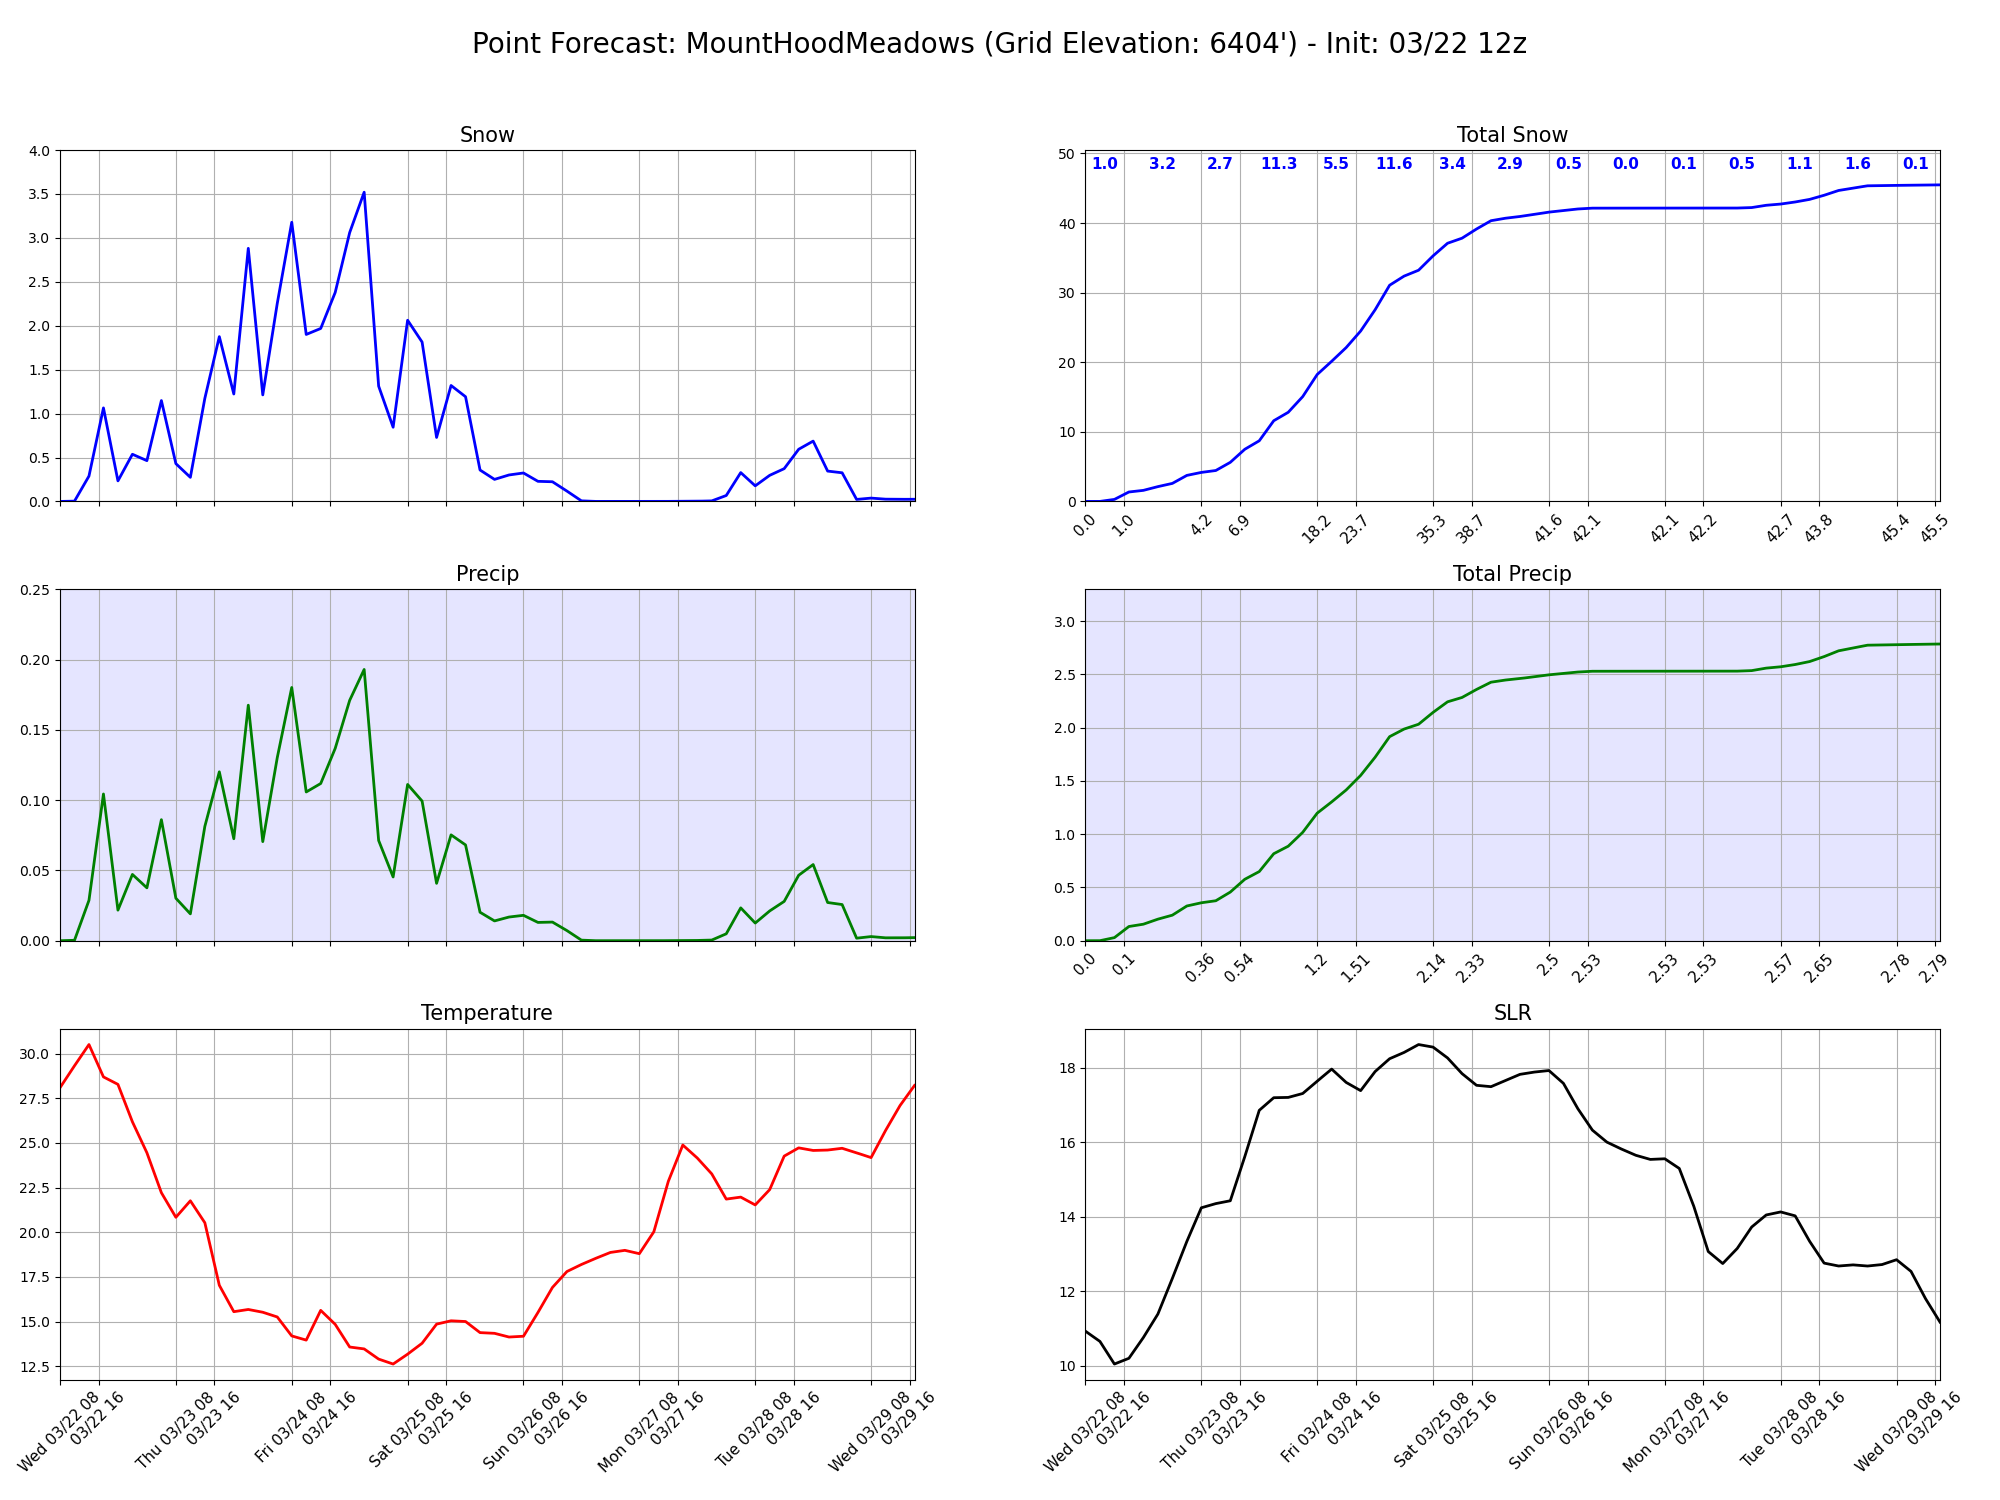 Point Forecast: MountHoodMeadows (Grid Elevation: 6404') - Init: 03/22 12z
Snow
4.0
3.5
3.0
2.5
2.0
1.5
1.0
0.5
0.0
Total Snow
50
40
30
20
10
0
1.0 3.2 2.7 11.3 5.5 11.6 3.4 2.9 0.5 0.0 0.1 0.5 1.1 1.6 0.1
0.0 1.0 4.2 6.9 18.2 23.7 35.3 38.7 41.6 42.1 42.1 42.2 42.7 43.8 45.4 45.5
Precip
0.25
0.20
0.15
0.10
0.05
0.00
Total Precip
3.0
2.5
2.0
1.5
1.0
0.5
0.0
0.0 0.1 0.36 0.54 1.2 1.51 2.14 2.33 2.5 2.53 2.53 2.53 2.57 2.65 2.78 2.79
Temperature
30.0
27.5
25.0
22.5
20.0
17.5
15.0
12.5
Wed 03/22 08
03/22 16
Thu 03/23 08
03/23 16
Fri 03/24 08
03/24 16
Sat 03/25 08
03/25 16
Sun 03/26 08
03/26 16
Mon 03/27 08
03/27 16
Tue 03/28 08
03/28 16
Wed 03/29 08
03/29 16
SLR
18
16
14
12
10
Wed 03/22 08
03/22 16
Thu 03/23 08
03/23 16
Fri 03/24 08
03/24 16
Sat 03/25 08
03/25 16
Sun 03/26 08
03/26 16
Mon 03/27 08
03/27 16
Tue 03/28 08
03/28 16
Wed 03/29 08
03/29 16